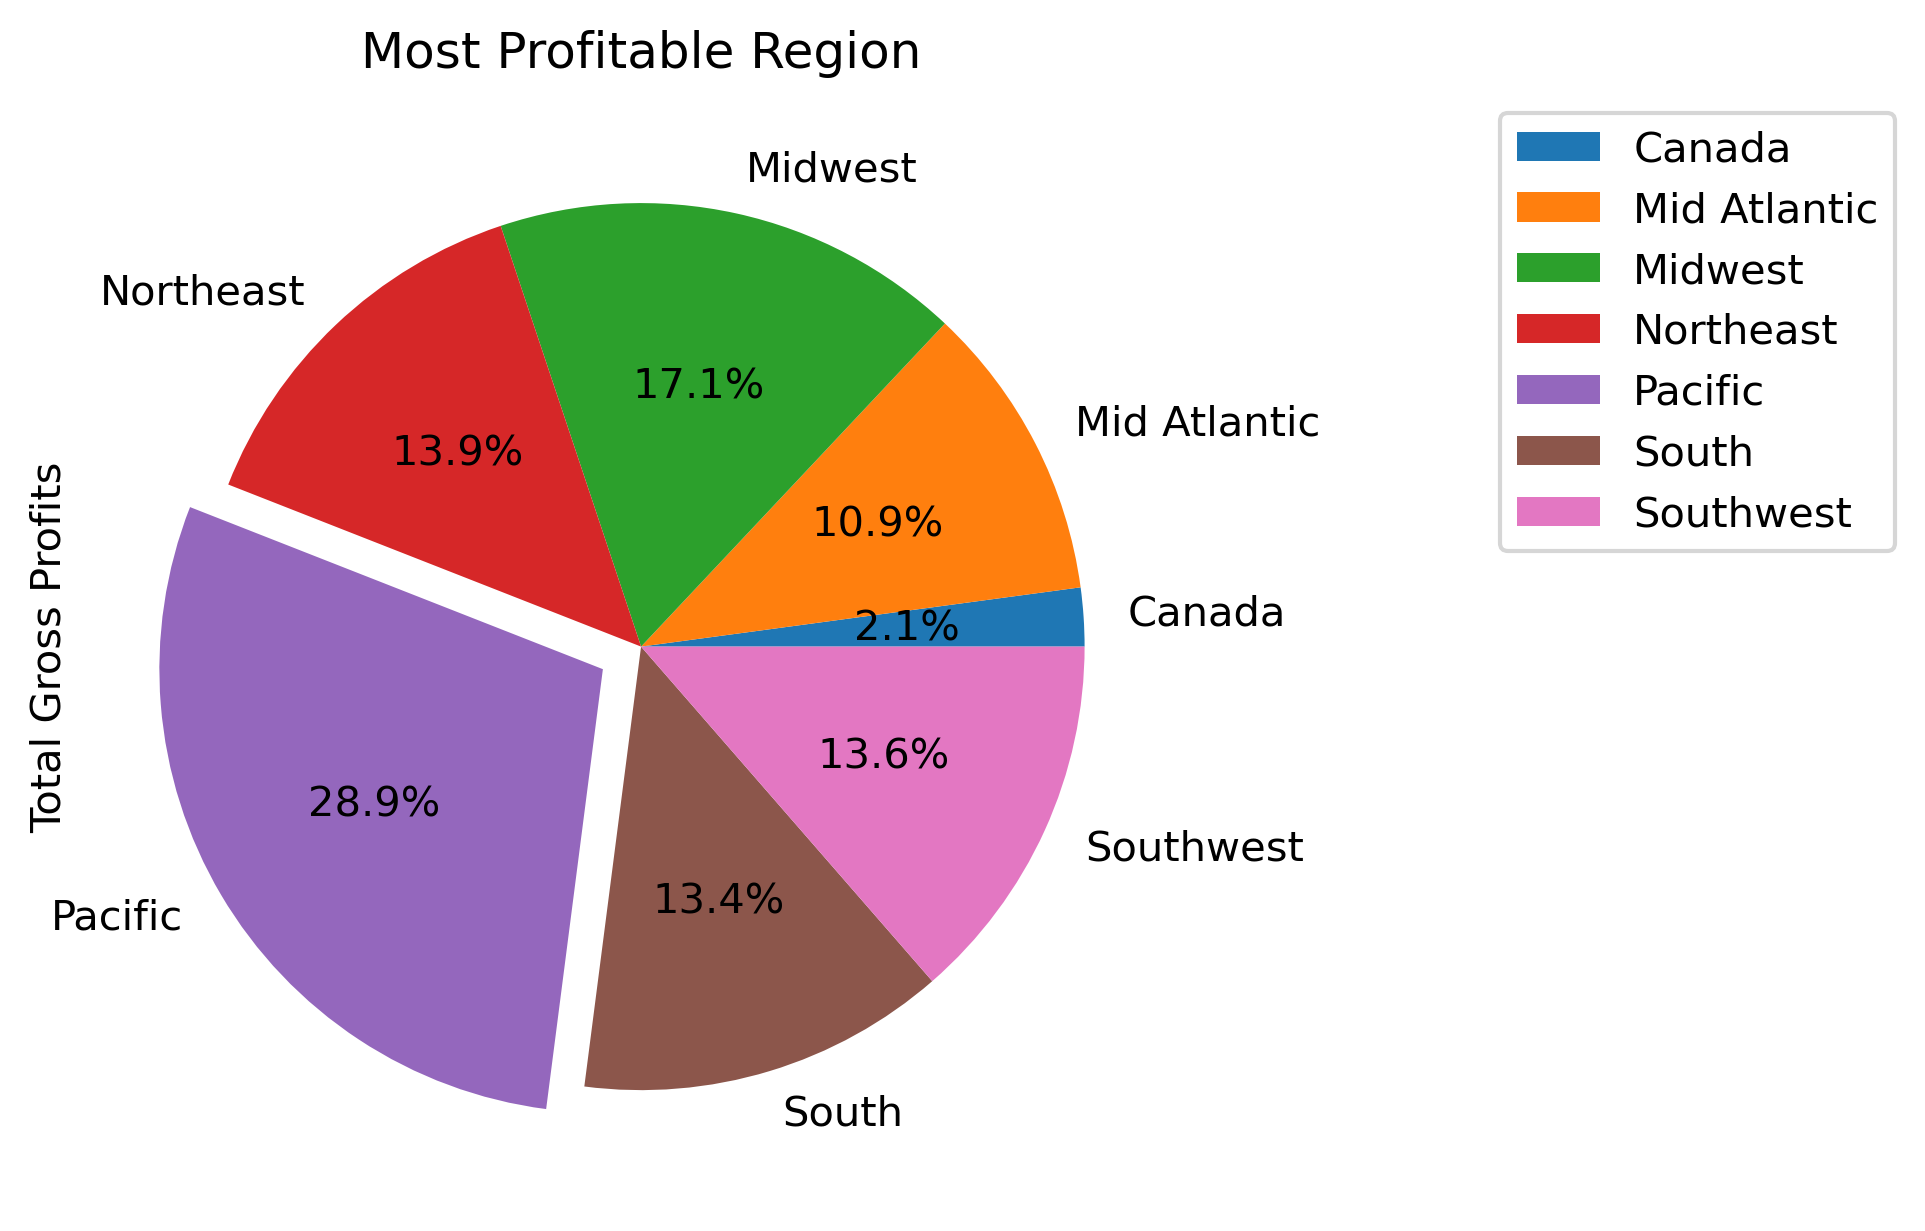 Most Profitable Region
Midwest
Northeast
Mid Atlantic
Canada
Southwest
South
Pacific
17.1%
13.9%
10.9%
2.1%
13.6%
13.4%
28.9%
Total Gross Profits
Canada
Mid Atlantic
Midwest
Northeast
Pacific
South
Southwest